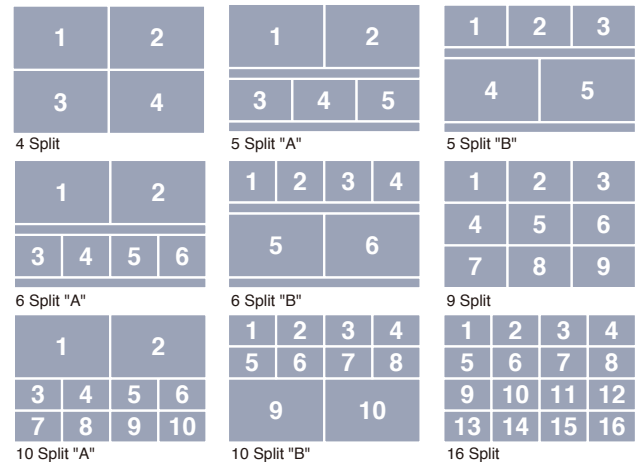 1 2
3 4
4 Split
1 2
3 4 5
5 Split "A"
1 2 3
4 5
5 Split "B"
1 2
3 4 5 6
6 Split "A"
1 2 3 4
5 6
6 Split "B"
1 2 3
4 5 6
7 8 9
9 Split
1 2
3 4 5 6
7 8 9 10
10 Split "A"
1 2 3 4
5 6 7 8
9 10
10 Split "B"
1 2 3 4
5 6 7 8
9 10 11 12
13 14 15 16
16 Split